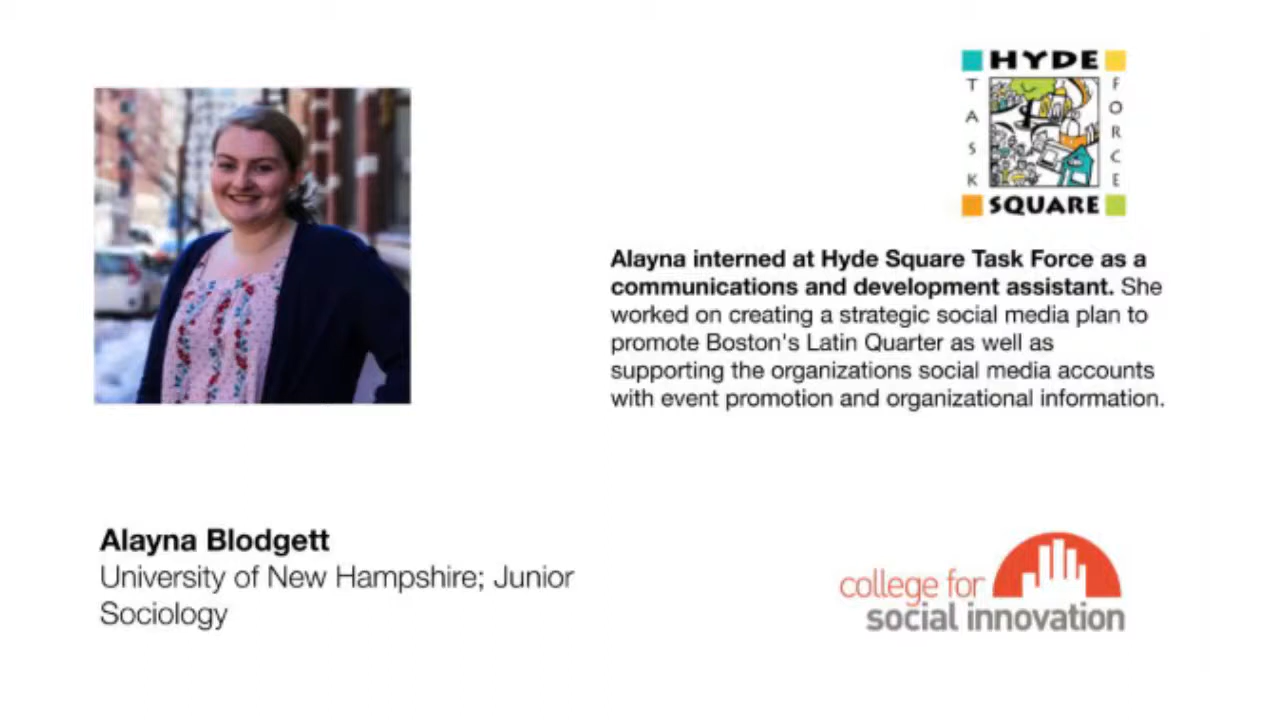 HYDE
TASK
FORCE
SQUARE
Alayna interned at Hyde Square Task Force as a
communications and development assistant. She
worked on creating a strategic social media plan to
promote Boston's Latin Quarter as well as
supporting the organizations social media accounts
with event promotion and organizational information.
Alayna Blodgett
University of New Hampshire; Junior
Sociology
college for
social innovation